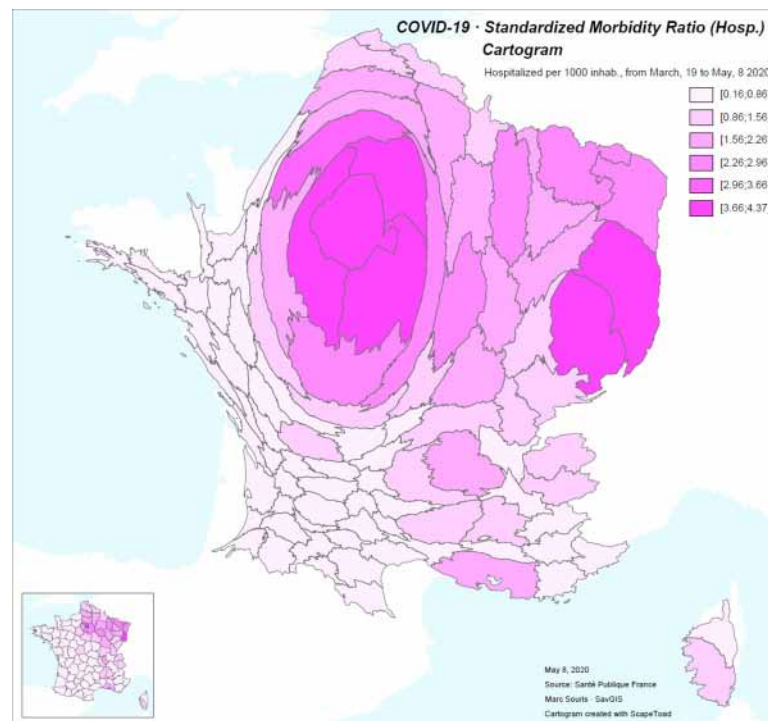 COVID-19 · Standardized Morbidity Ratio (Hosp.)
Cartogram
Hospitalized per 1000 inhab., from March, 19 to May, 8 2020
[0.16;0.86
[0.86;1.56
[1.56;2.26
[2.26;2.96
[2.96;3.66
[3.66;4.37
May 8, 2020
Source: Santé Publique France
Marc Souris - SavGIS
Cartogram created with ScapeToad